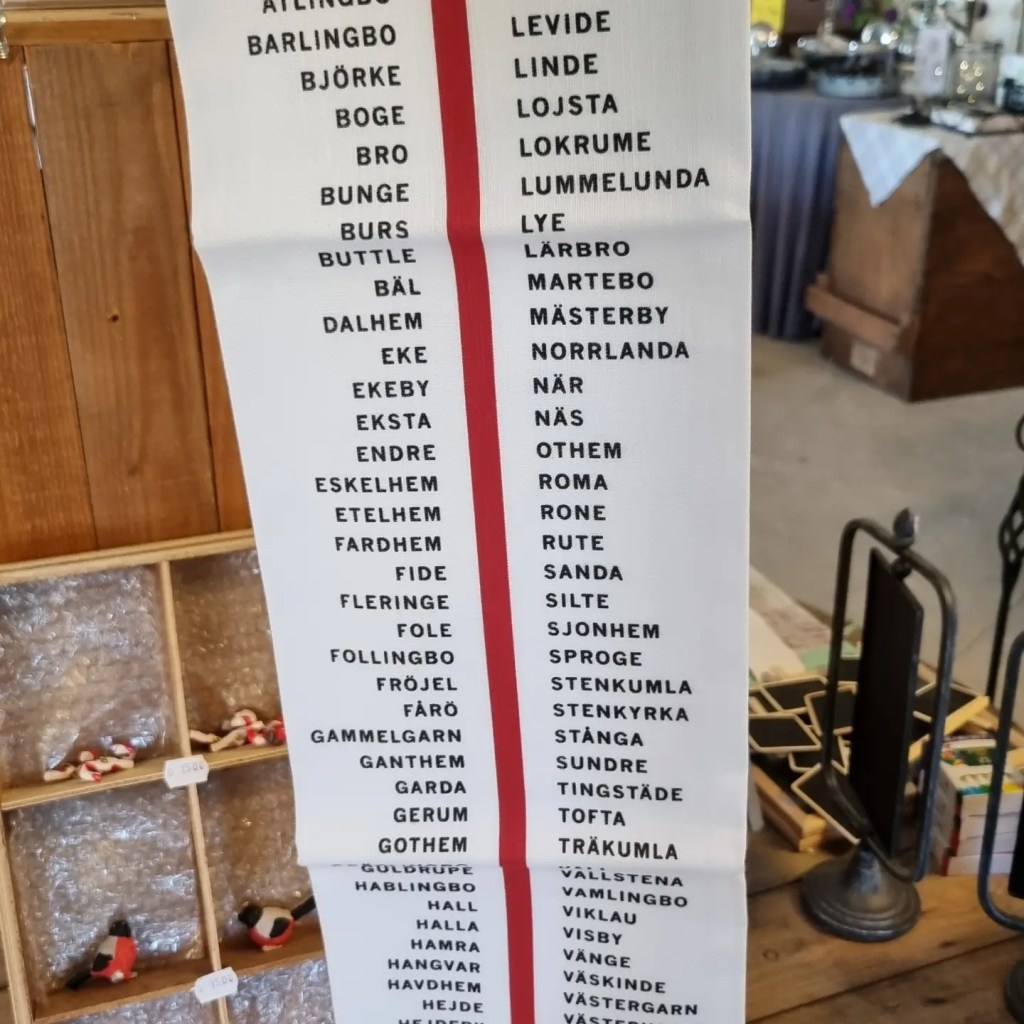 ATLINGBO
BARLINGBO
BJÖRKE
BOGE
BRO
BUNGE
BURS
BUTTLE
BÄL
DALHEM
EKE
EKEBY
EKSTA
ENDRE
ESKELHEM
ETELHEM
FARDHEM
FIDE
FLERINGE
FOLE
FOLLINGBO
FRÖJEL
FÅRÖ
GAMMELGARN
GANTHEM
GARDA
GERUM
GOTHEM
GULDRUPE
HABLINGBO
HALL
HALLA
HAMRA
HANGVAR
HAVDHEM
HEJDE
LEVIDE
LINDE
LOJSTA
LOKRUME
LUMMELUNDA
LYE
LÄRBRO
MARTEBO
MÄSTERBY
NORRLANDA
NÄR
NÄS
OTHEM
ROMA
RONE
RUTE
SANDA
SILTE
SJONHEM
SPROGE
STENKUMLA
STENKYRKA
STÅNGA
SUNDRE
TINGSTÄDE
TOFTA
TRÄKUMLA
VALLSTENA
VAMLINGBO
VIKLAU
VISBY
VÄNGE
VÄSKINDE
VÄSTERGARN